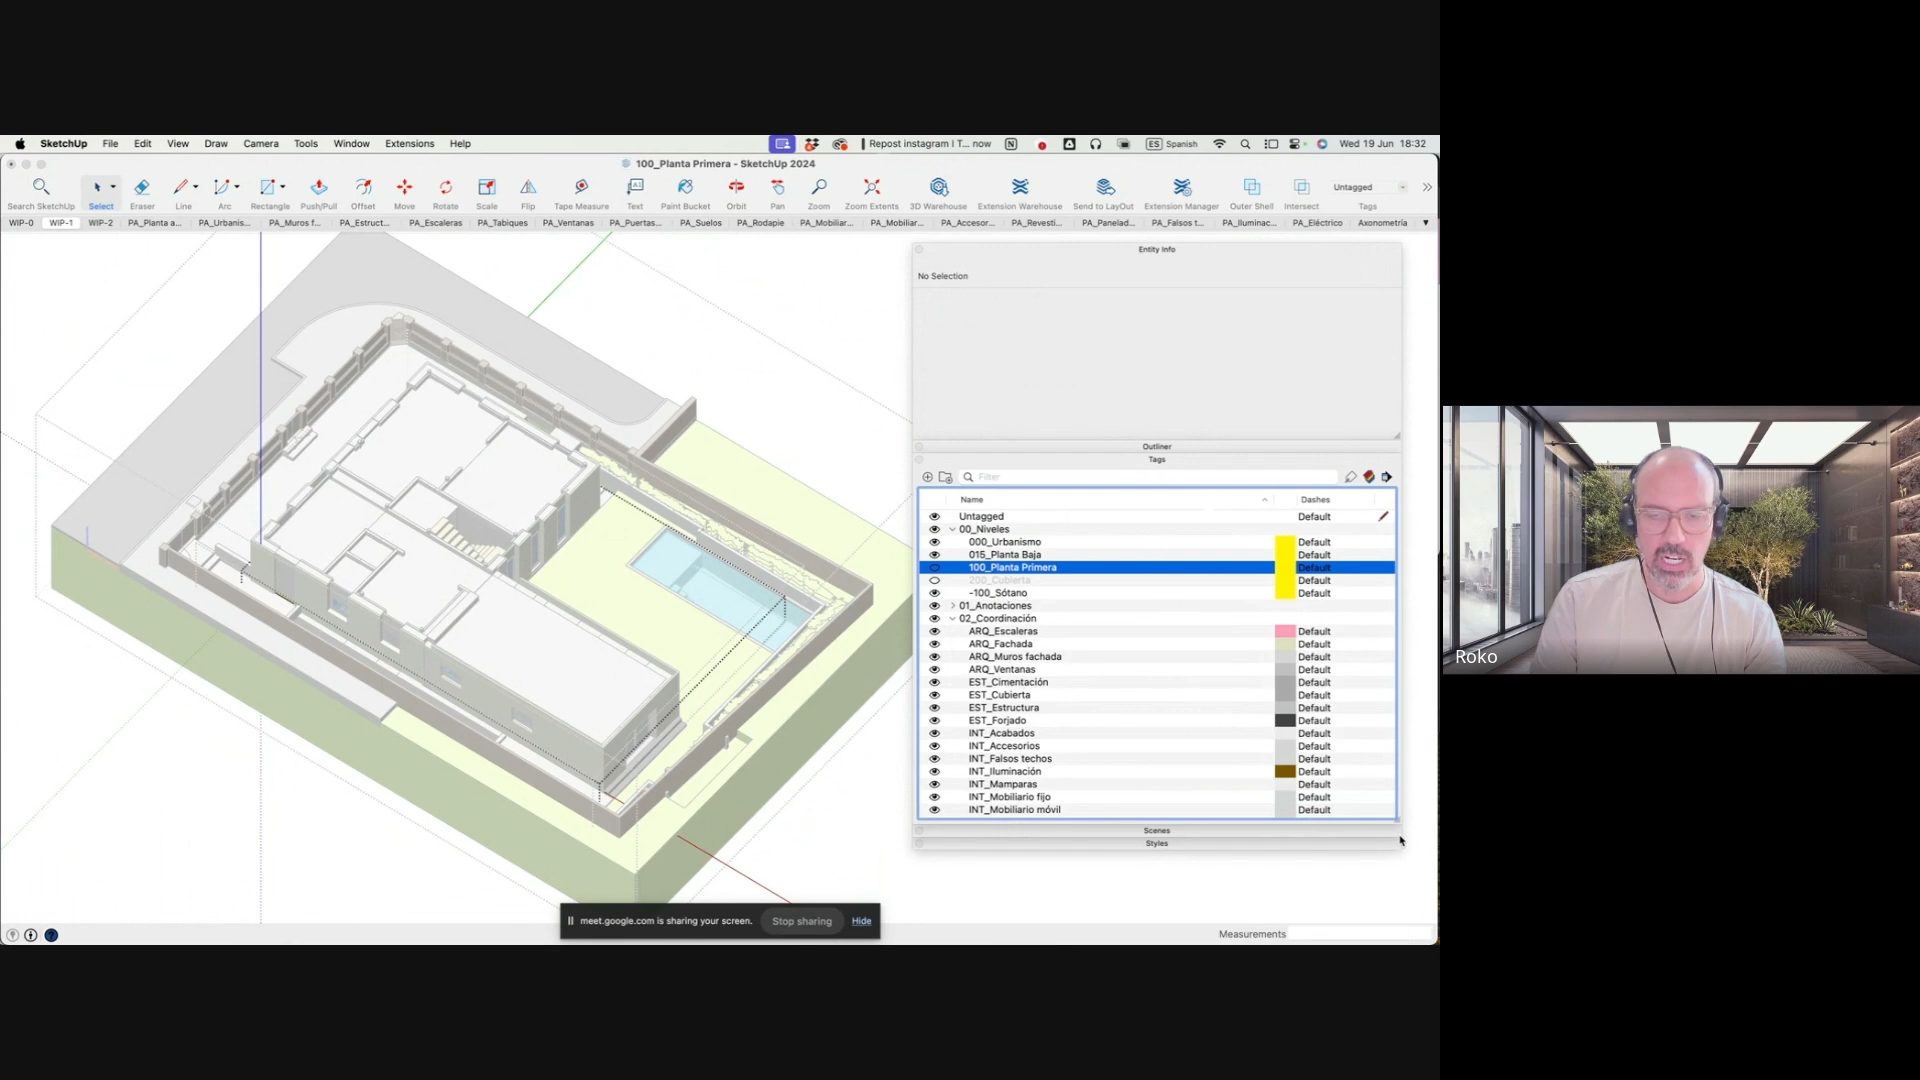 SketchUp File Edit View Draw Camera Tools Window Extensions Help Repost instagram I T... now ES Spanish Wed 19 Jun 18:32
100_Planta Primera - SketchUp 2024
Untagged
Search SketchUp Select Eraser Line Arc Rectangle Push/Pull Offset Move Rotate Scale Flip Tape Measure Text Paint Bucket Orbit Pan Zoom Zoom Extents 3D Warehouse Extension Warehouse Send to LayOut Extension Manager Outer Shell Intersect Tags
WIP-0 WIP-1 WIP-2 PA_Planta a... PA_Urbanis... PA_Muros f... PA_Estruct... PA_Escaleras PA_Tabiques PA_Ventanas PA_Puertas... PA_Suelos PA_Rodapie PA_Mobiliar... PA_Mobiliar... PA_Accesor... PA_Revesti... PA_Panelad... PA_Falsos t... PA_Iluminac... PA_Eléctrico Axonometría
Entity Info
No Selection
Outliner
Tags
Filter
Name Dashes
Untagged Default
00_Niveles
000_Urbanismo Default
015_Planta Baja Default
100_Planta Primera Default
200_Cubierta Default
-100_Sótano Default
01_Anotaciones
02_Coordinación
ARQ_Escaleras Default
ARQ_Fachada Default
ARQ_Muros fachada Default
ARQ_Ventanas Default
EST_Cimentación Default
EST_Cubierta Default
EST_Estructura Default
EST_Forjado Default
INT_Acabados Default
INT_Accesorios Default
INT_Falsos techos Default
INT_Iluminación Default
INT_Mamparas Default
INT_Mobiliario fijo Default
INT_Mobiliario móvil Default
Scenes
Styles
meet.google.com is sharing your screen. Stop sharing Hide
Measurements
Roko